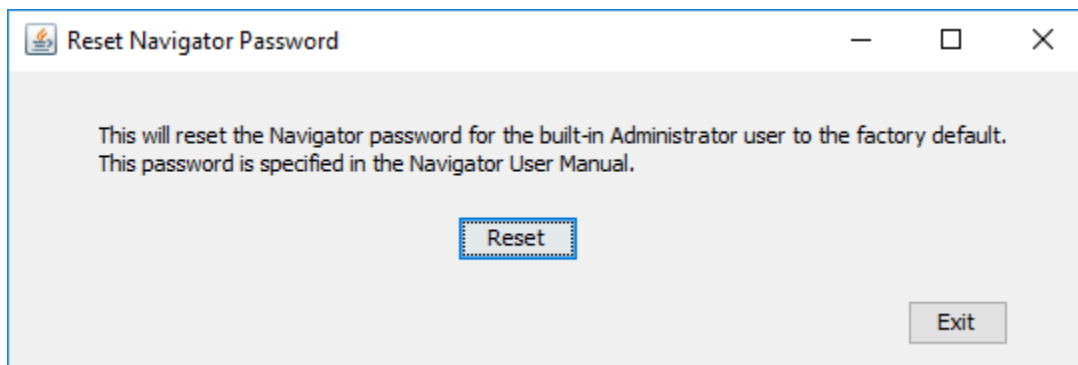 Reset Navigator Password
This will reset the Navigator password for the built-in Administrator user to the factory default.
This password is specified in the Navigator User Manual.
Reset
Exit